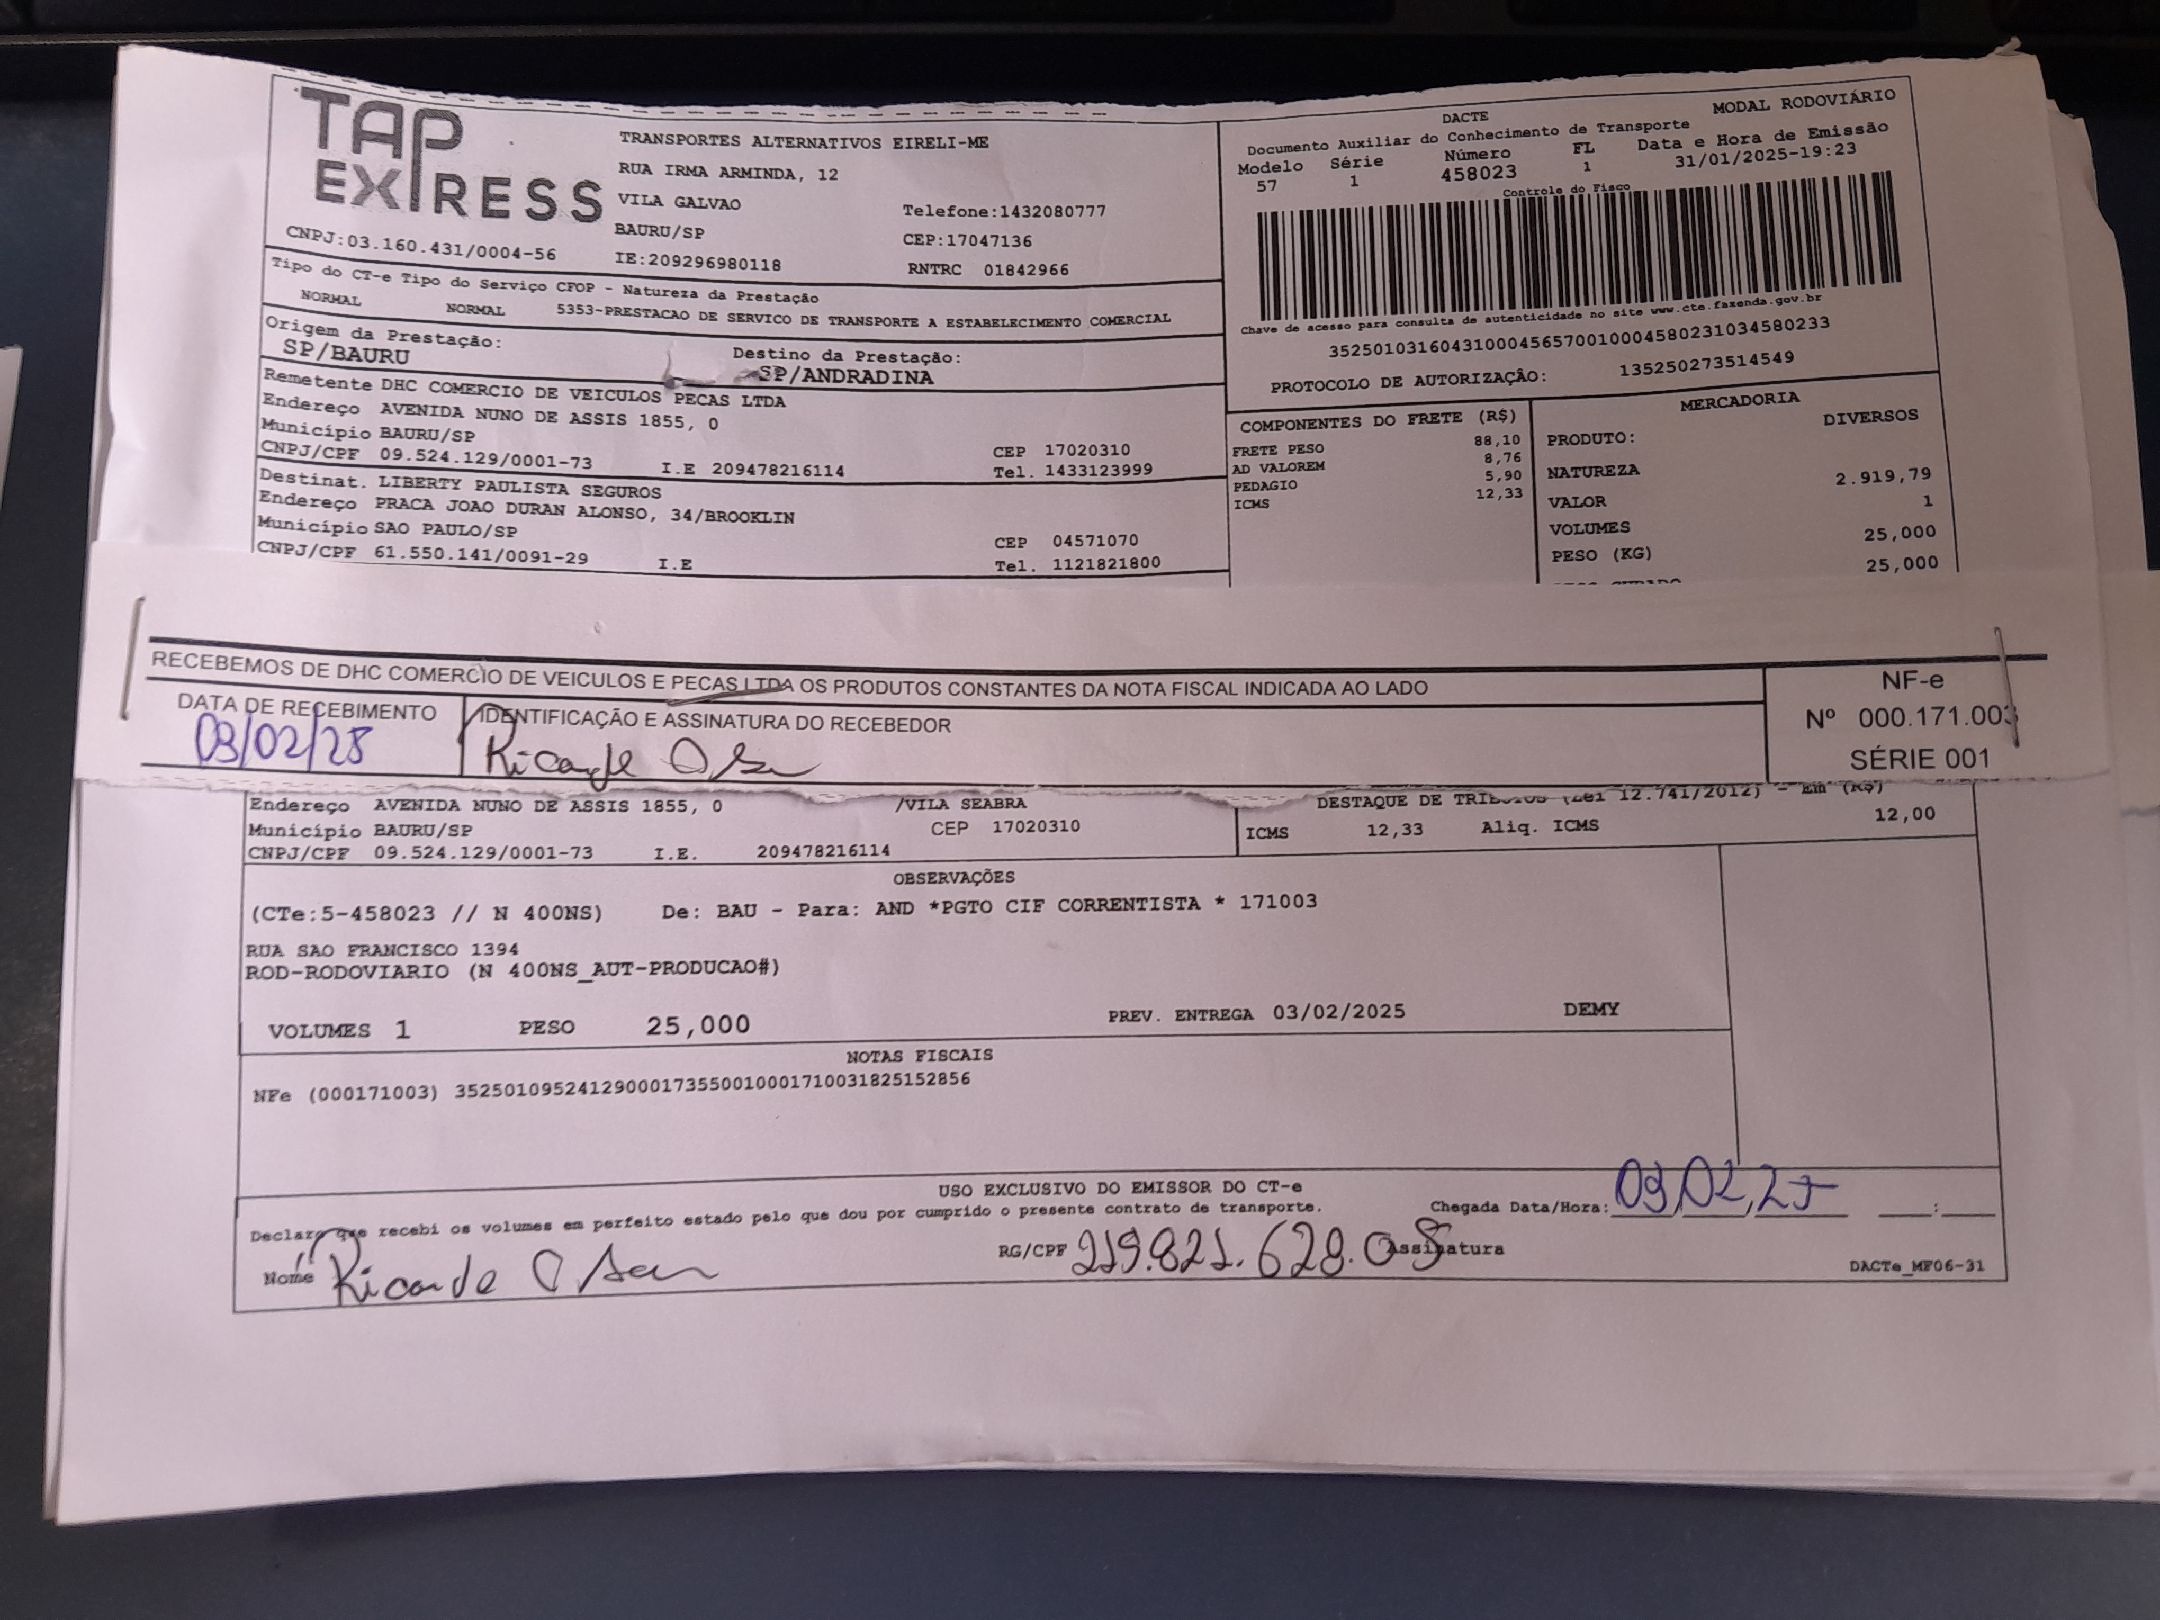 TAP EXPRESS
TRANSPORTES ALTERNATIVOS EIRELI-ME
RUA IRMA ARMINDA, 12
VILA GALVAO
Telefone:1432080777
BAURU/SP
CEP:17047136
CNPJ:03.160.431/0004-56
IE:209296980118
RNTRC 01842966
Tipo do CT-e Tipo do Serviço CFOP - Natureza da Prestação
NORMAL NORMAL 5353-PRESTACAO DE SERVICO DE TRANSPORTE A ESTABELECIMENTO COMERCIAL
Origem da Prestação: Destino da Prestação:
SP/BAURU SP/ANDRADINA
Remetente DHC COMERCIO DE VEICULOS PECAS LTDA
Endereço AVENIDA NUNO DE ASSIS 1855, 0
Município BAURU/SP CEP 17020310
CNPJ/CPF 09.524.129/0001-73 I.E 209478216114 Tel. 1433123999
Destinat. LIBERTY PAULISTA SEGUROS
Endereço PRACA JOAO DURAN ALONSO, 34/BROOKLIN
Município SAO PAULO/SP CEP 04571070
CNPJ/CPF 61.550.141/0091-29 I.E Tel. 1121821800
DACTE MODAL RODOVIÁRIO
Documento Auxiliar do Conhecimento de Transporte
Modelo Série Número FL Data e Hora de Emissão
57 1 458023 1 31/01/2025-19:23
Controle do Fisco
Chave de acesso para consulta de autenticidade no site www.cte.fazenda.gov.br
35250103160431000456570010004580231034580233
PROTOCOLO DE AUTORIZAÇÃO: 135250273514549
COMPONENTES DO FRETE (R$)
FRETE PESO 88,10
AD VALOREM 8,76
PEDAGIO 5,90
ICMS 12,33
MERCADORIA
PRODUTO: DIVERSOS
NATUREZA
VALOR 2.919,79
VOLUMES 1
PESO (KG) 25,000
25,000
RECEBEMOS DE DHC COMERCIO DE VEICULOS E PECAS LTDA OS PRODUTOS CONSTANTES DA NOTA FISCAL INDICADA AO LADO
DATA DE RECEBIMENTO IDENTIFICAÇÃO E ASSINATURA DO RECEBEDOR
03/02/25
NF-e
Nº 000.171.003
SÉRIE 001
Endereço AVENIDA NUNO DE ASSIS 1855, 0 /VILA SEABRA
Município BAURU/SP CEP 17020310
CNPJ/CPF 09.524.129/0001-73 I.E. 209478216114
DESTAQUE DE TRIBUTOS (Lei 12.741/2012) - Em (R$)
ICMS 12,33 Aliq. ICMS 12,00
OBSERVAÇÕES
(CTe:5-458023 // N 400NS) De: BAU - Para: AND *PGTO CIF CORRENTISTA * 171003
RUA SAO FRANCISCO 1394
ROD-RODOVIARIO (N 400NS_AUT-PRODUCAO#)
VOLUMES 1 PESO 25,000 PREV. ENTREGA 03/02/2025 DEMY
NOTAS FISCAIS
NFe (000171003) 35250109524129000173550010001710031825152856
USO EXCLUSIVO DO EMISSOR DO CT-e
Declaro que recebi os volumes em perfeito estado pelo que dou por cumprido o presente contrato de transporte. Chegada Data/Hora: 03/02/25 :
Nome RG/CPF 219.821.628.05 Assinatura
DACTe_MF06-31